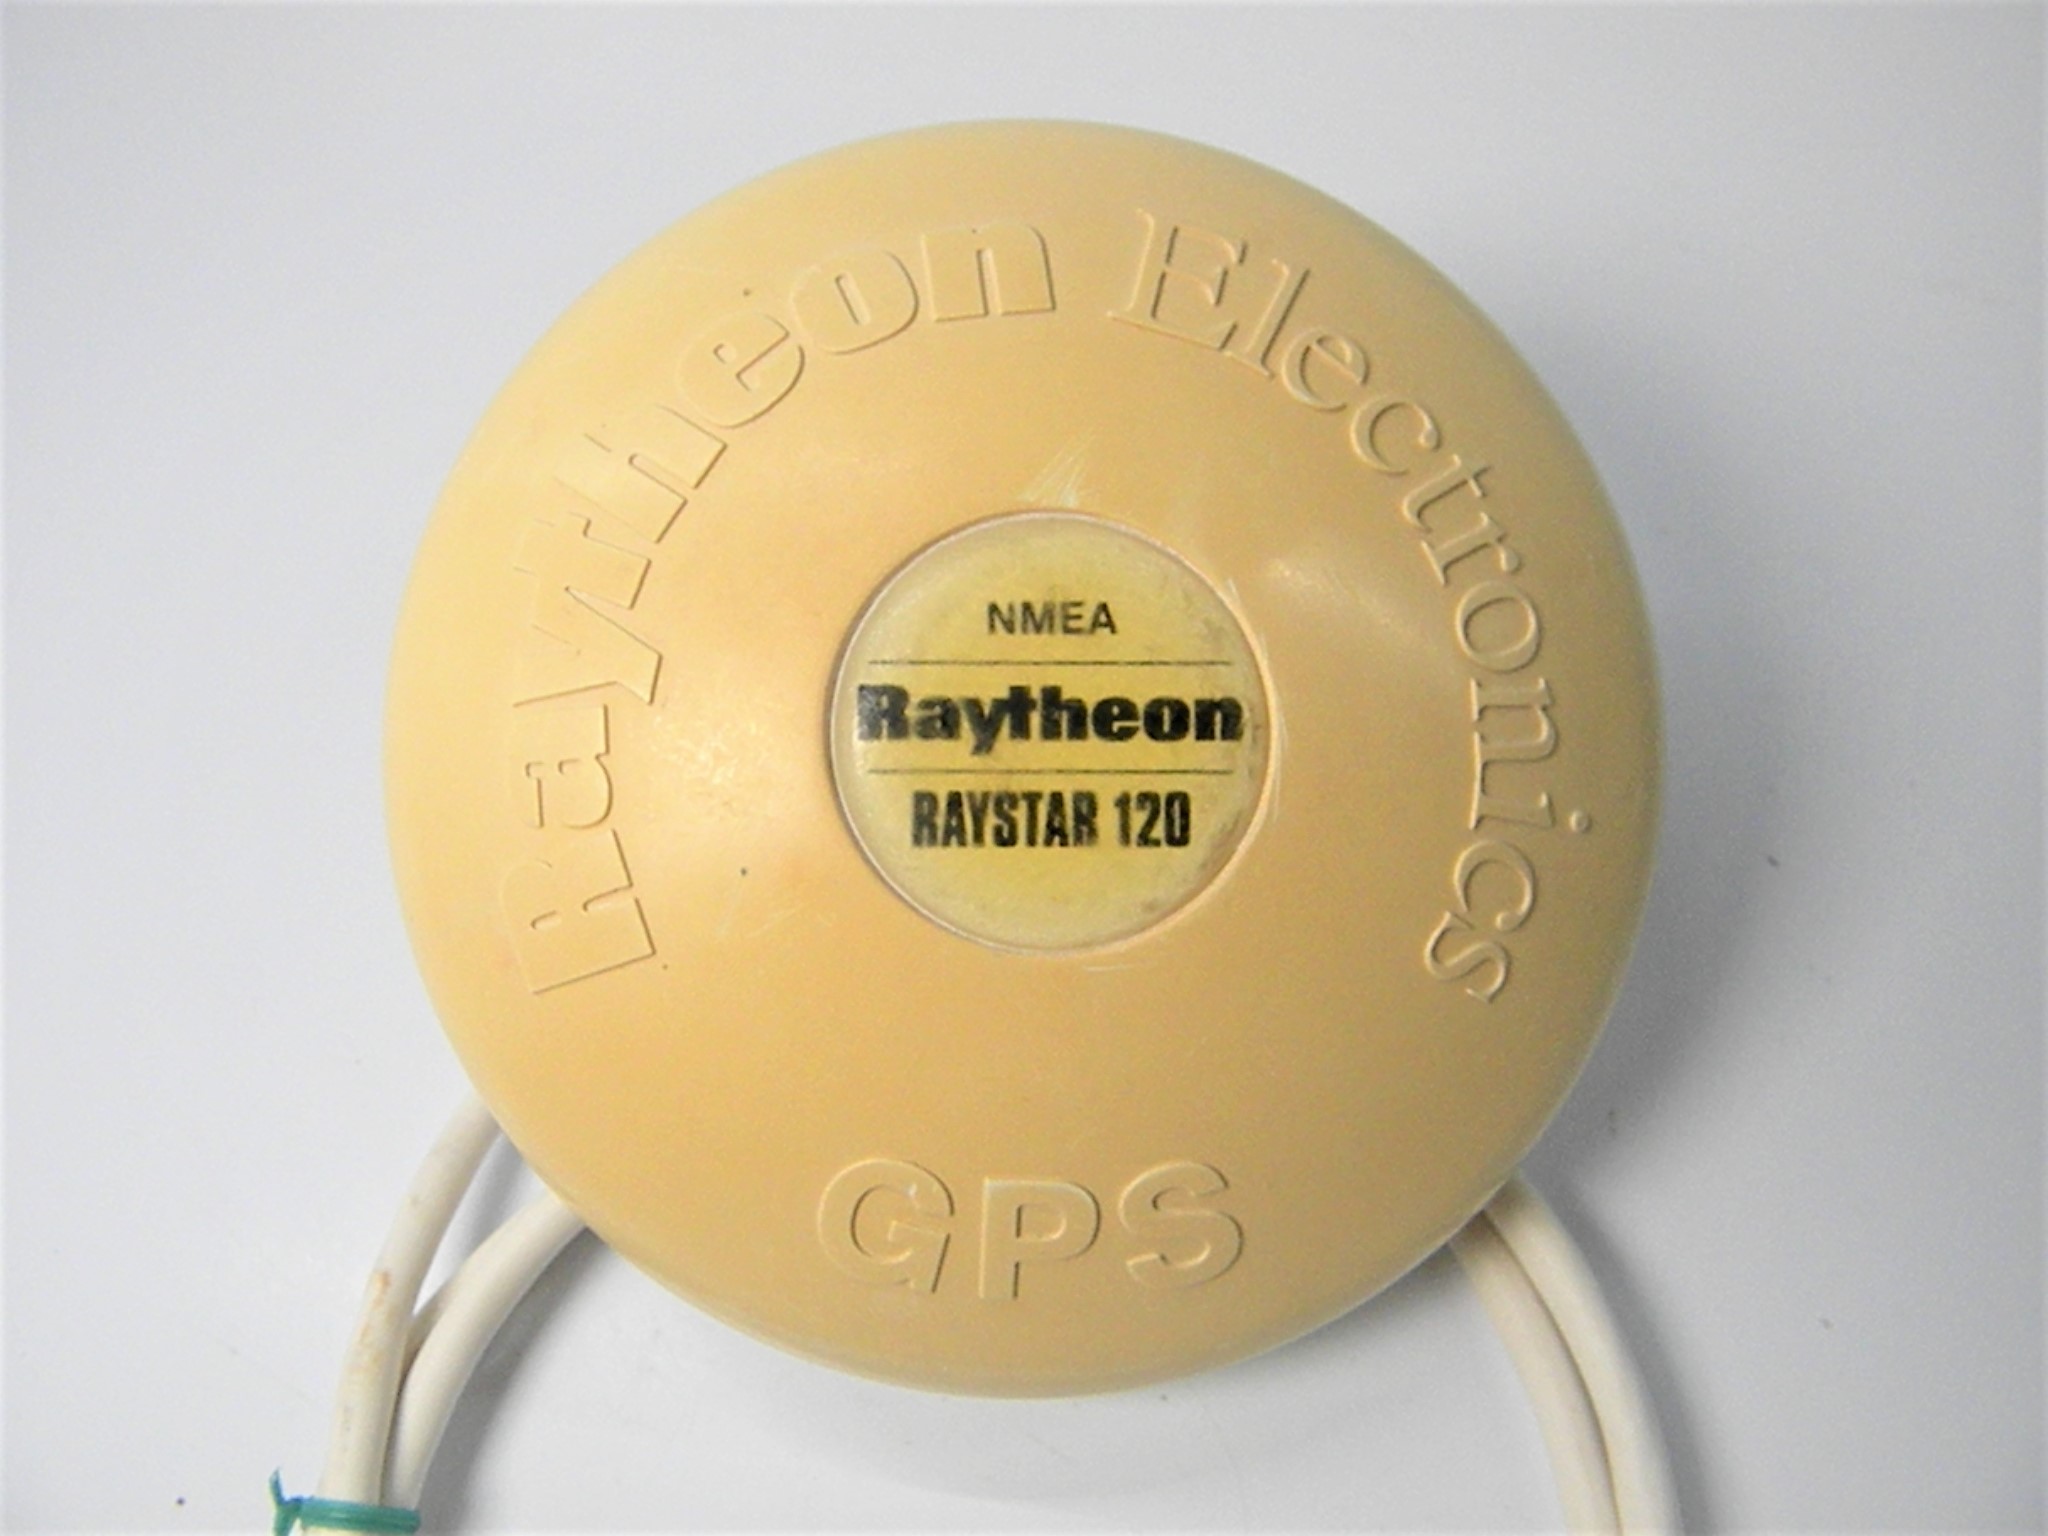 Raytheon Electronics
NMEA
Raytheon
RAYSTAR 120
GPS